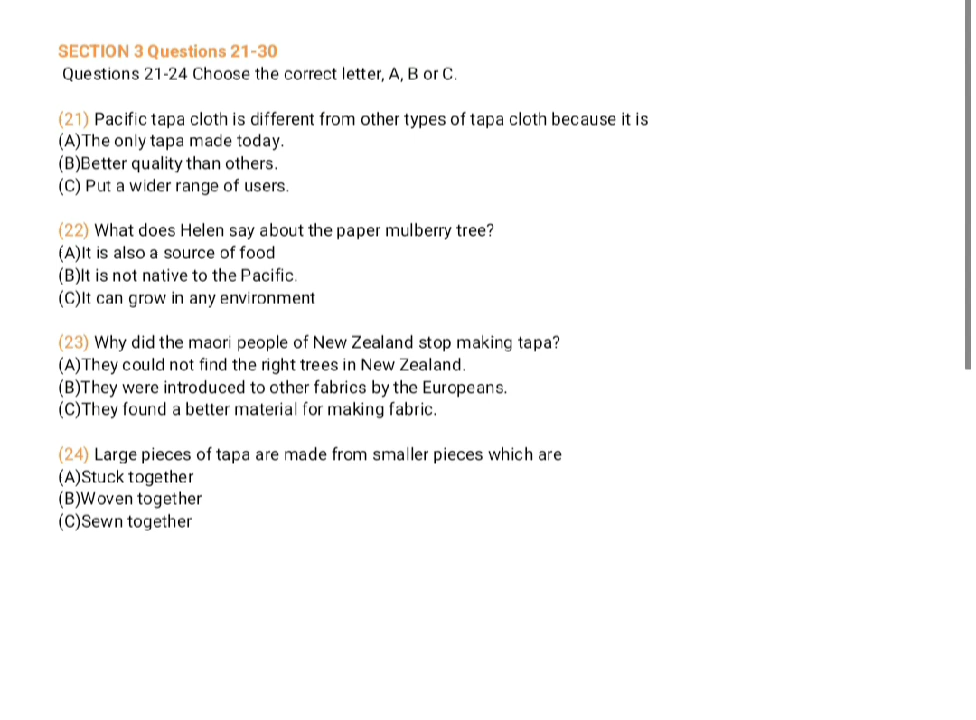 SECTION 3 Questions 21-30
Questions 21-24 Choose the correct letter, A, B or C.
(21) Pacific tapa cloth is different from other types of tapa cloth because it is
(A)The only tapa made today.
(B)Better quality than others.
(C) Put a wider range of users.
(22) What does Helen say about the paper mulberry tree?
(A)It is also a source of food
(B)It is not native to the Pacific.
(C)It can grow in any environment
(23) Why did the maori people of New Zealand stop making tapa?
(A)They could not find the right trees in New Zealand.
(B)They were introduced to other fabrics by the Europeans.
(C)They found a better material for making fabric.
(24) Large pieces of tapa are made from smaller pieces which are
(A)Stuck together
(B)Woven together
(C)Sewn together